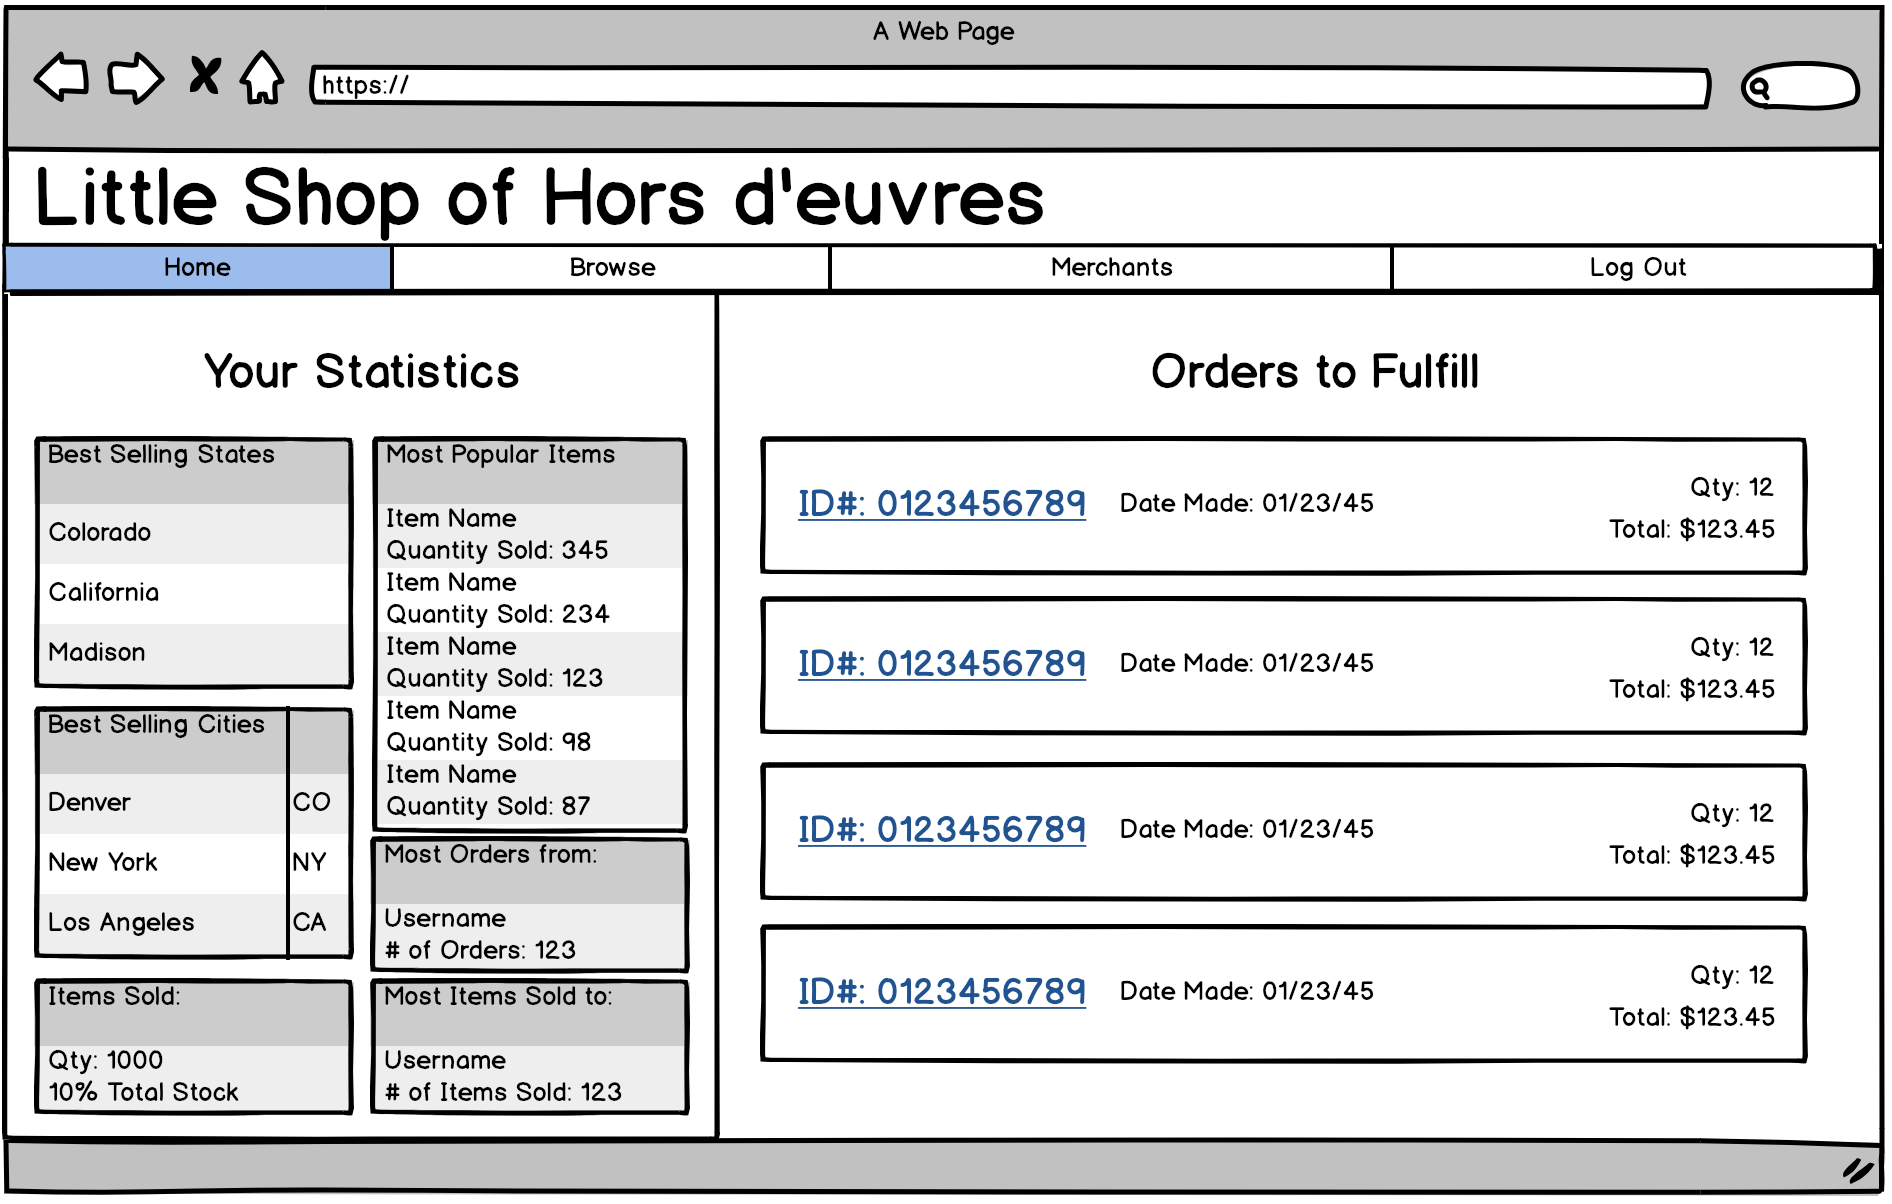 A Web Page
https://
Little Shop of Hors d'euvres
Home
Browse
Merchants
Log Out
Your Statistics
Best Selling States
Colorado
California
Madison
Best Selling Cities
Denver CO
New York NY
Los Angeles CA
Items Sold:
Qty: 1000
10% Total Stock
Most Popular Items
Item Name
Quantity Sold: 345
Item Name
Quantity Sold: 234
Item Name
Quantity Sold: 123
Item Name
Quantity Sold: 98
Item Name
Quantity Sold: 87
Most Orders from:
Username
# of Orders: 123
Most Items Sold to:
Username
# of Items Sold: 123
Orders to Fulfill
ID#: 0123456789
Date Made: 01/23/45
Qty: 12
Total: $123.45
ID#: 0123456789
Date Made: 01/23/45
Qty: 12
Total: $123.45
ID#: 0123456789
Date Made: 01/23/45
Qty: 12
Total: $123.45
ID#: 0123456789
Date Made: 01/23/45
Qty: 12
Total: $123.45